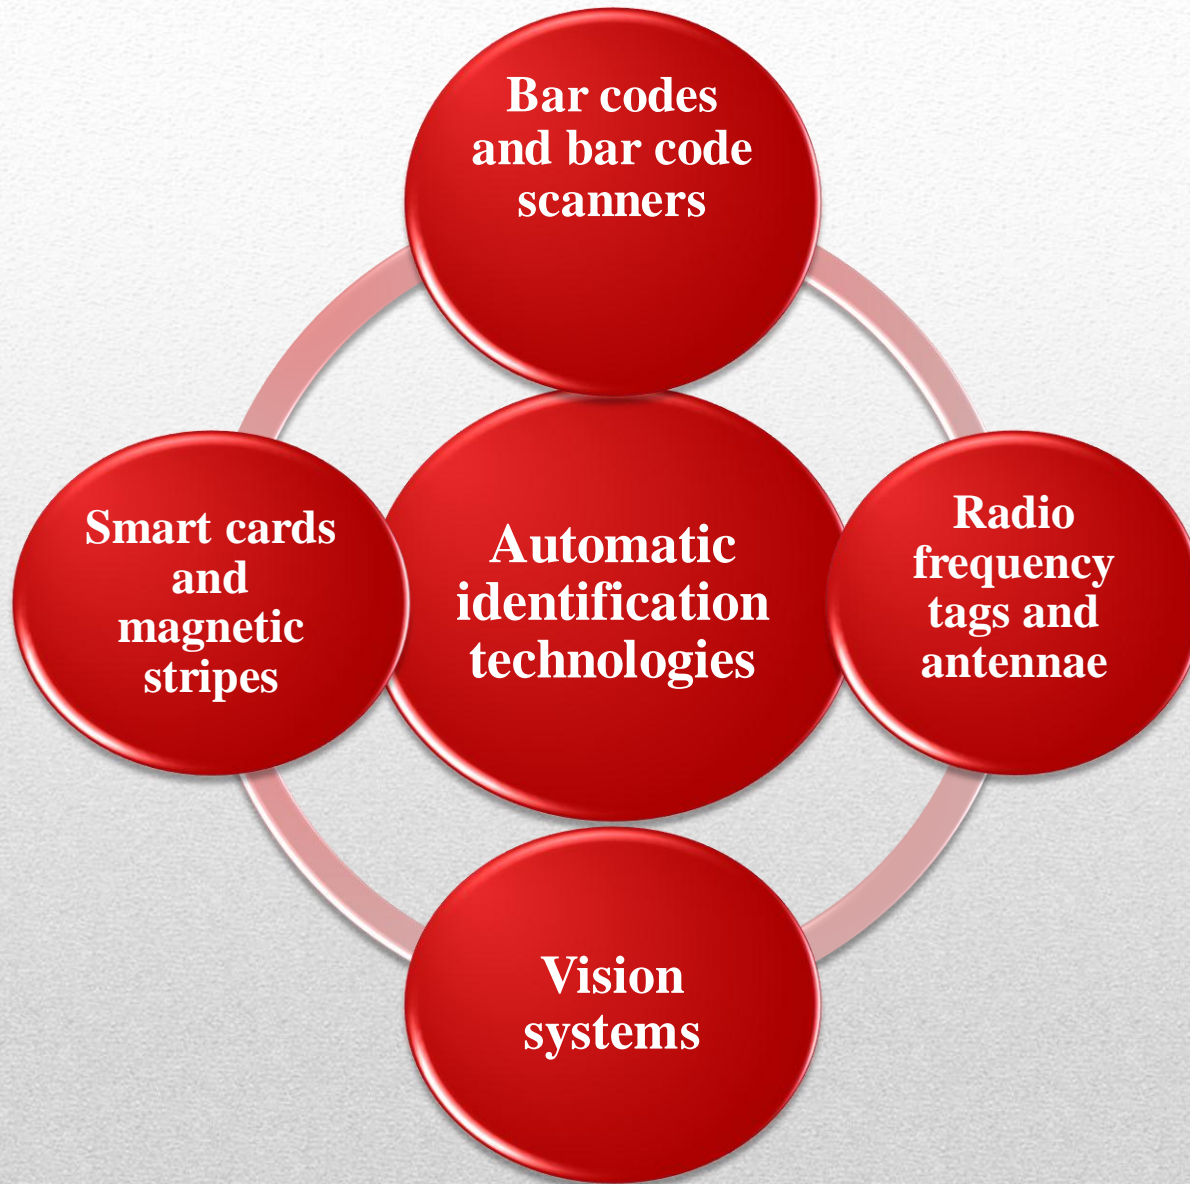 Bar codes
and bar code
scanners
Smart cards
and
magnetic
stripes
Automatic
identification
technologies
Radio
frequency
tags and
antennae
Vision
systems